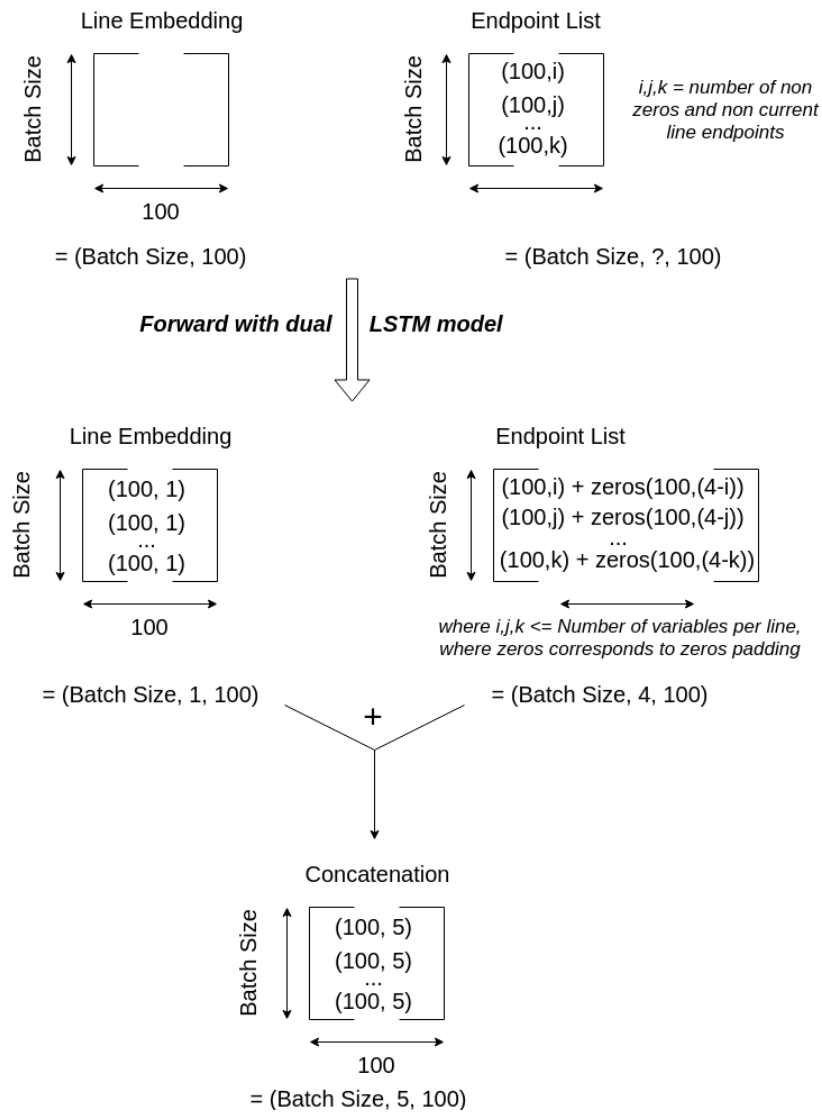 Line Embedding
Batch Size
100
= (Batch Size, 100)
Endpoint List
Batch Size
(100,i)
(100,j)
...
(100,k)
i,j,k = number of non
zeros and non current
line endpoints
= (Batch Size, ?, 100)
Forward with dual LSTM model
Line Embedding
Batch Size
(100, 1)
(100, 1)
...
(100, 1)
100
= (Batch Size, 1, 100)
Endpoint List
Batch Size
(100,i) + zeros(100,(4-i))
(100,j) + zeros(100,(4-j))
...
(100,k) + zeros(100,(4-k))
where i,j,k <= Number of variables per line,
where zeros corresponds to zeros padding
= (Batch Size, 4, 100)
+
Concatenation
Batch Size
(100, 5)
(100, 5)
...
(100, 5)
100
= (Batch Size, 5, 100)